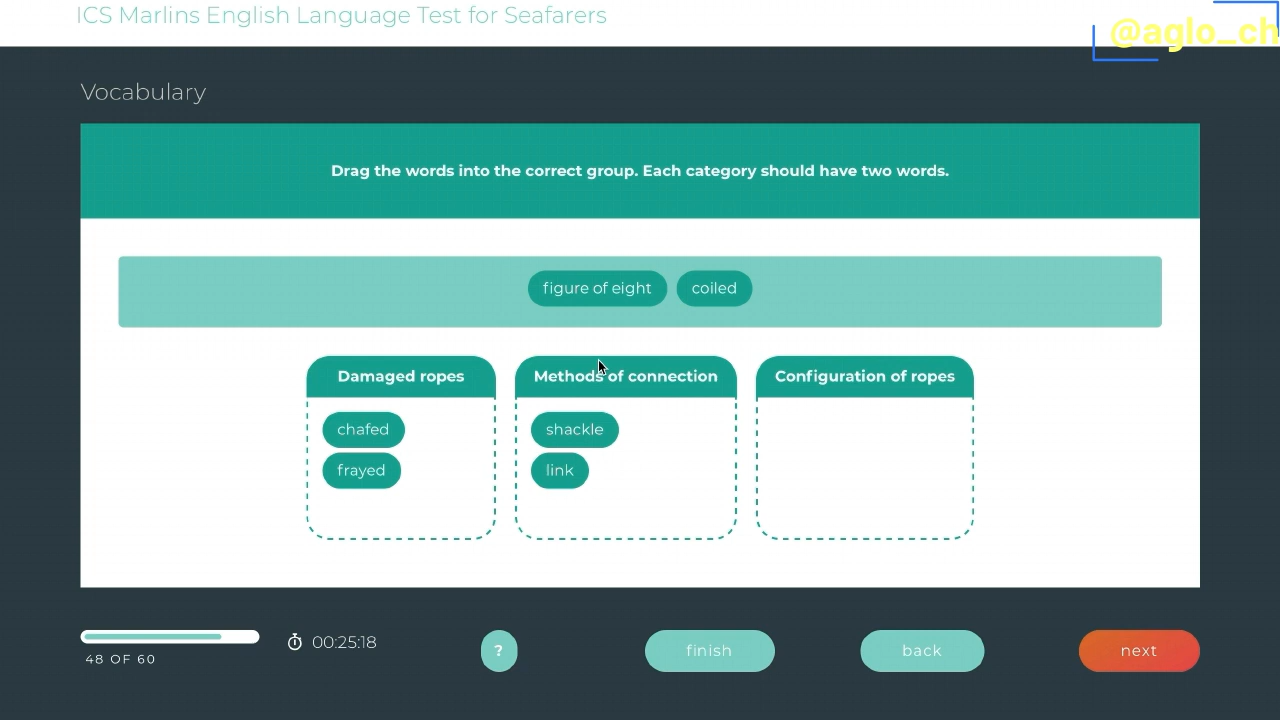 ICS Marlins English Language Test for Seafarers
@aglo_ch
Vocabulary
Drag the words into the correct group. Each category should have two words.
figure of eight coiled
Damaged ropes Methods of connection Configuration of ropes
chafed shackle
frayed link
48 OF 60 00:25:18 ? finish back next